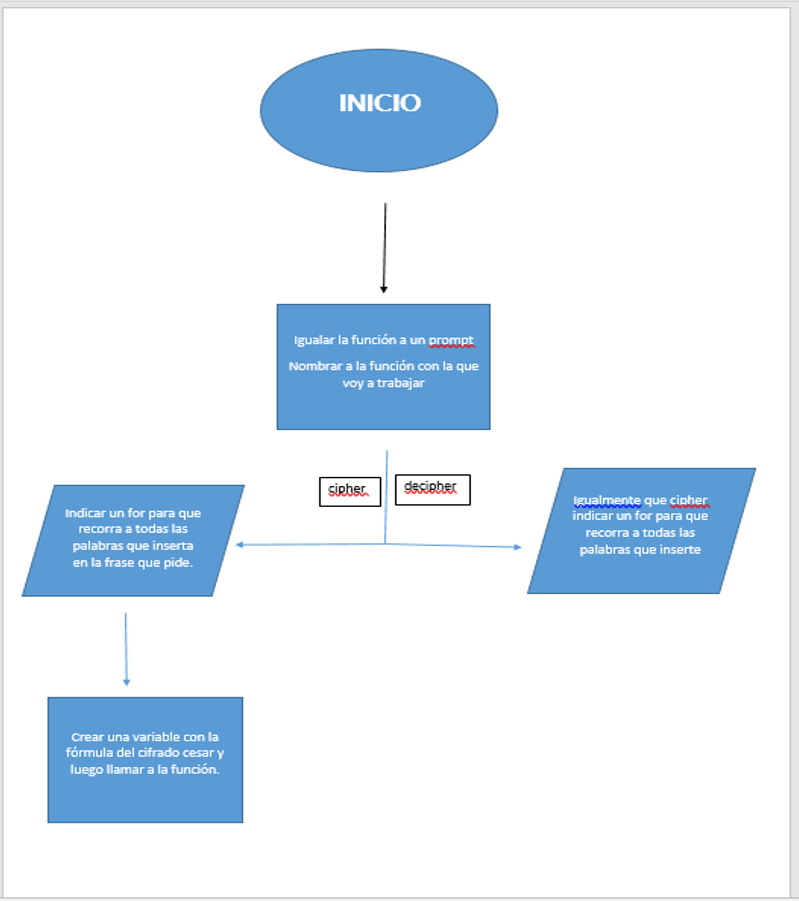 INICIO
Igualar la función a un prompt
Nombrar a la función con la que
voy a trabajar
cipher
decipher
Indicar un for para que
recorra a todas las
palabras que inserta
en la frase que pide.
Igualmente que cipher
indicar un for para que
recorra a todas las
palabras que inserte
Crear una variable con la
fórmula del cifrado cesar y
luego llamar a la función.